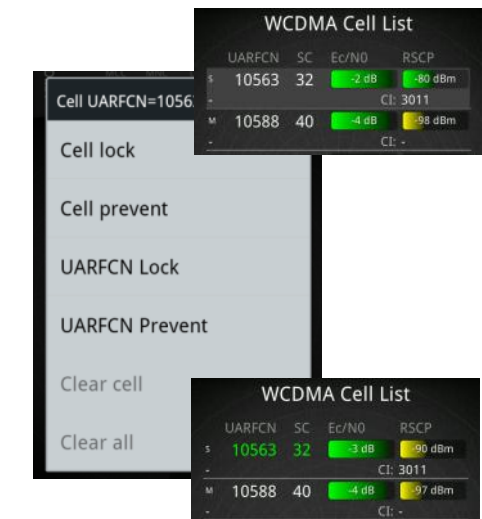 WCDMA Cell List
UARFCN SC Ec/N0 RSCP
S 10563 32 -2 dB -80 dBm
- CI: 3011
M 10588 40 -4 dB -98 dBm
- CI: -
Cell UARFCN=1056
Cell lock
Cell prevent
UARFCN Lock
UARFCN Prevent
Clear cell
Clear all
WCDMA Cell List
UARFCN SC Ec/N0 RSCP
S 10563 32 -3 dB -90 dBm
- CI: 3011
M 10588 40 -4 dB -97 dBm
- CI: -